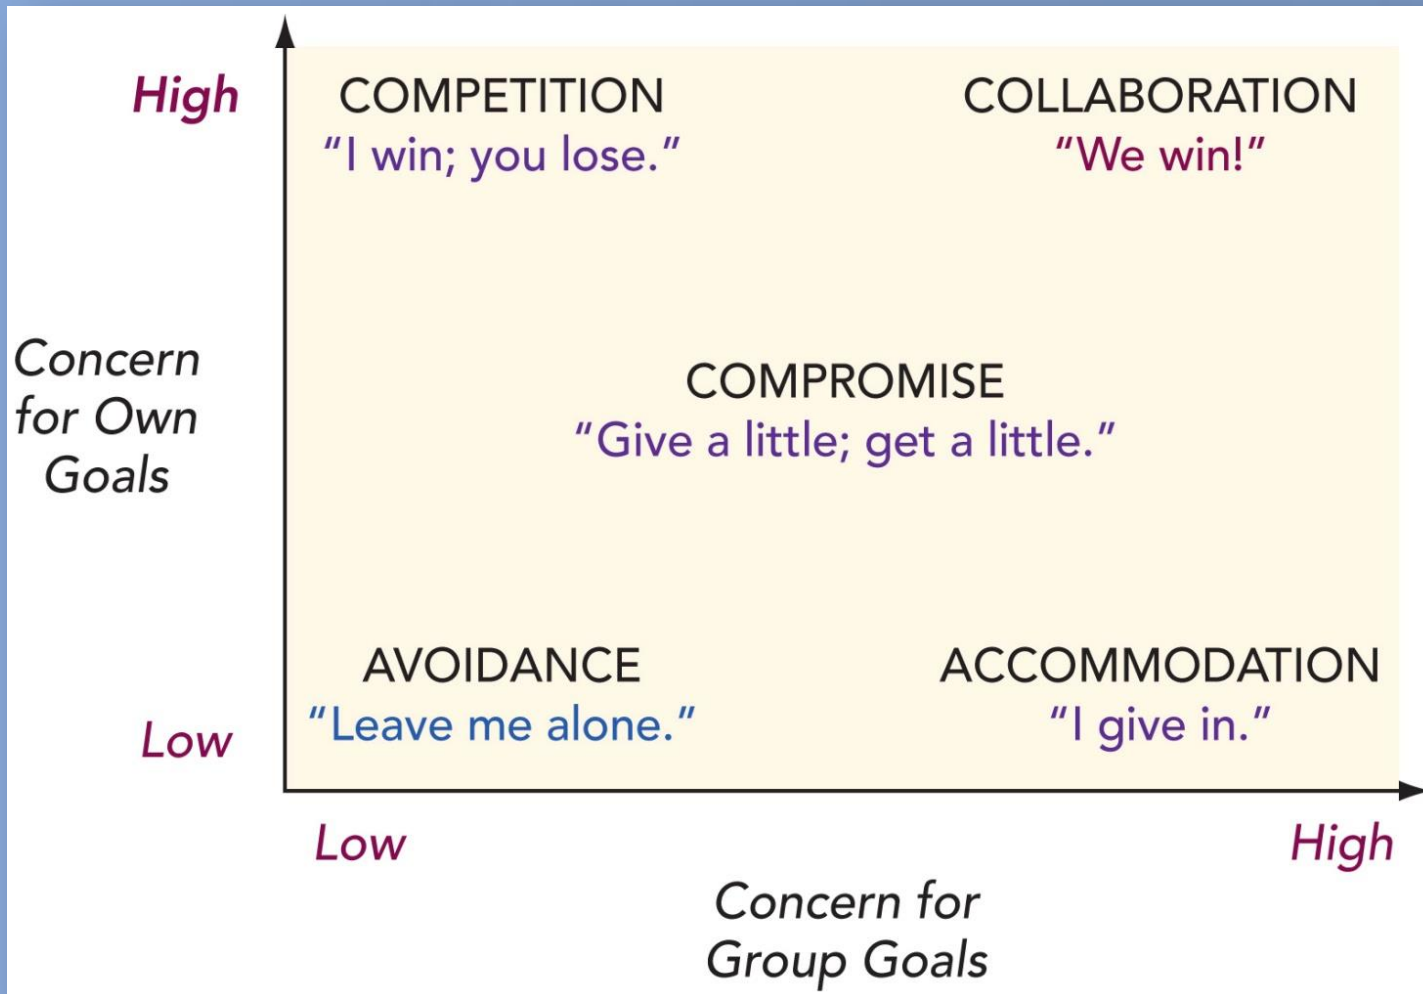 High
COMPETITION
“I win; you lose.”
COLLABORATION
“We win!”
Concern
for Own
Goals
COMPROMISE
“Give a little; get a little.”
AVOIDANCE
“Leave me alone.”
ACCOMMODATION
“I give in.”
Low
Low
High
Concern for
Group Goals